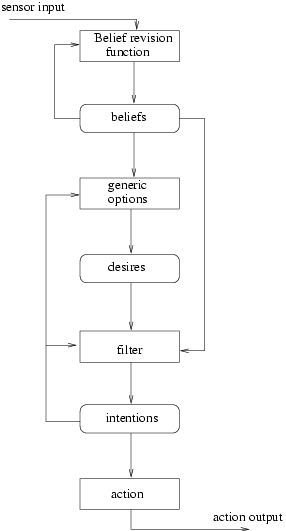 sensor input
Belief revision
function
beliefs
generic
options
desires
filter
intentions
action
action output